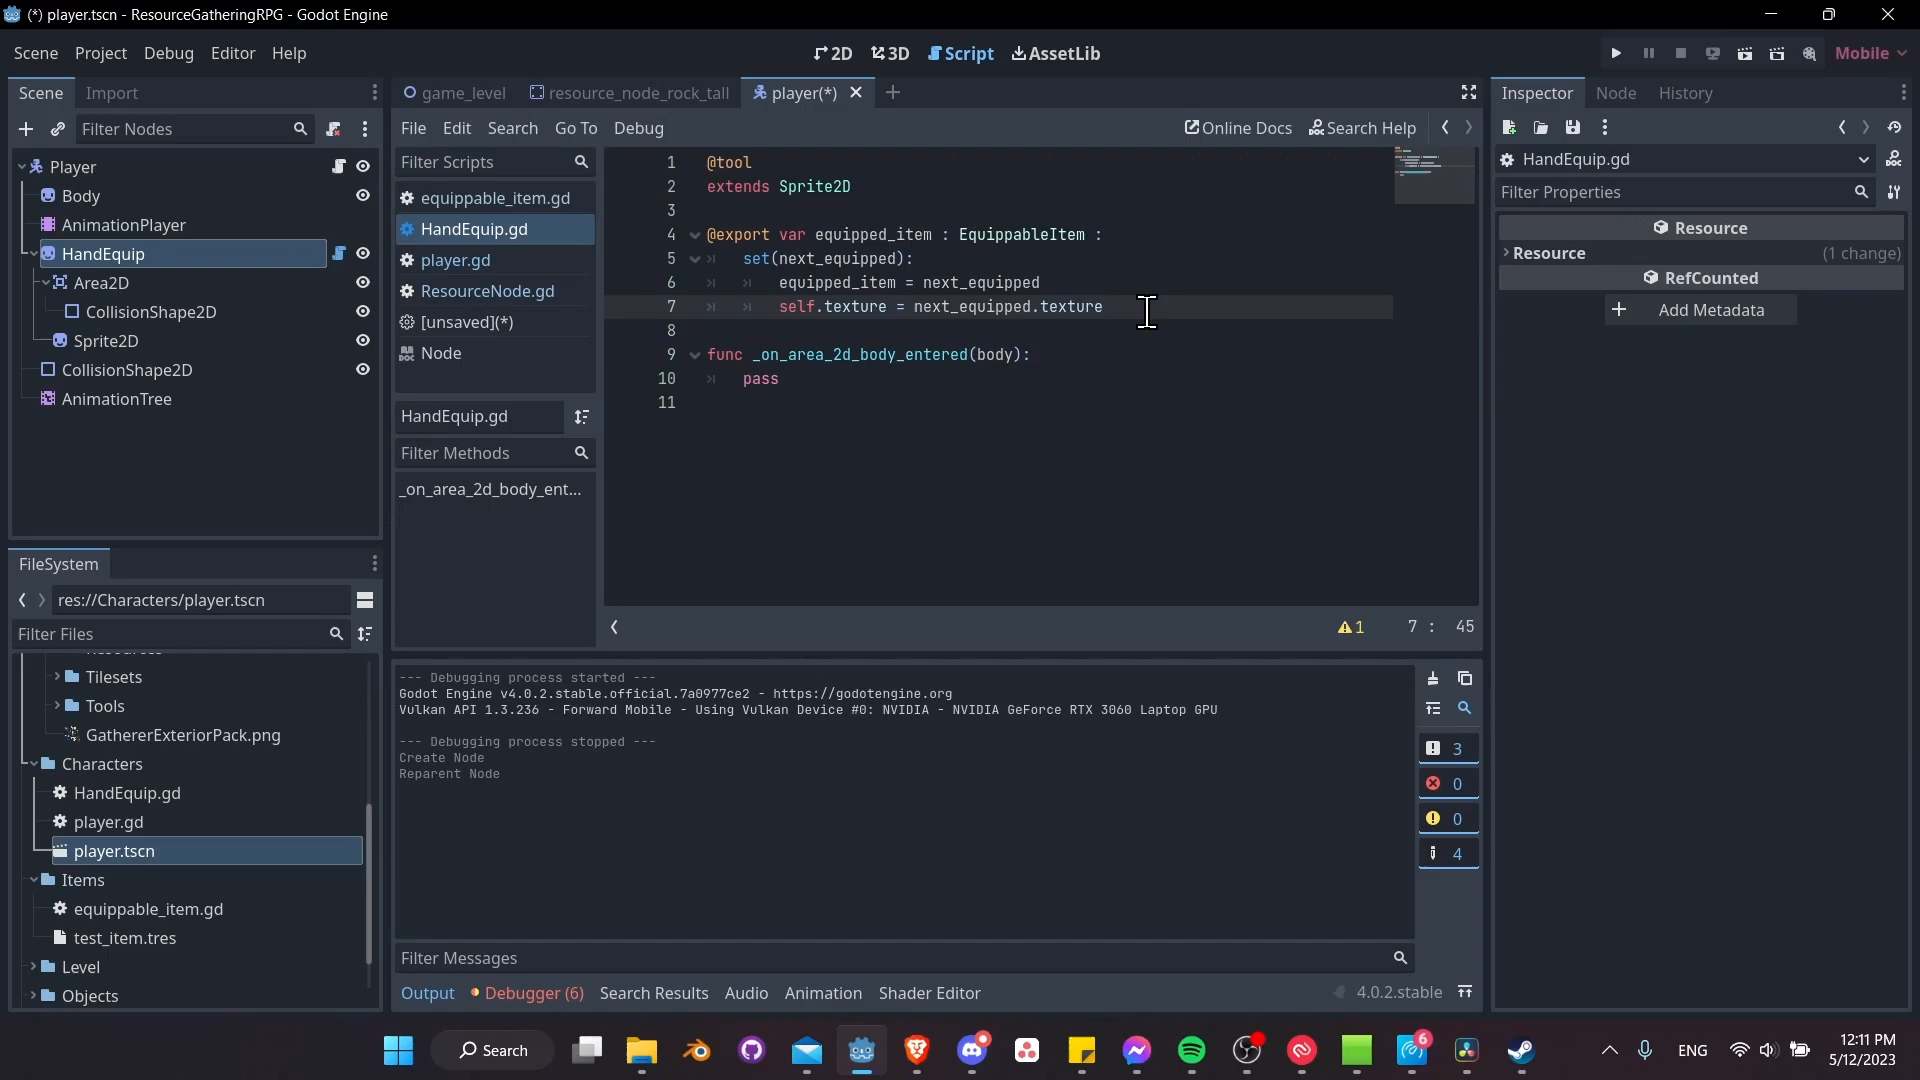 (*) player.tscn - ResourceGatheringRPG - Godot Engine
Scene Project Debug Editor Help
2D 3D Script AssetLib
Mobile
Scene Import
Filter Nodes
Player
Body
AnimationPlayer
HandEquip
Area2D
CollisionShape2D
Sprite2D
CollisionShape2D
AnimationTree
FileSystem
res://Characters/player.tscn
Filter Files
Tilesets
Tools
GathererExteriorPack.png
Characters
HandEquip.gd
player.gd
player.tscn
Items
equippable_item.gd
test_item.tres
Level
Objects
game_level resource_node_rock_tall player(*)
File Edit Search Go To Debug
Online Docs Search Help
Filter Scripts
equippable_item.gd
HandEquip.gd
player.gd
ResourceNode.gd
[unsaved](*)
Node
HandEquip.gd
Filter Methods
_on_area_2d_body_ent...
1 @tool
2 extends Sprite2D
3
4 @export var equipped_item : EquippableItem :
5 set(next_equipped):
6 equipped_item = next_equipped
7 self.texture = next_equipped.texture
8
9 func _on_area_2d_body_entered(body):
10 pass
11
1 7 : 45
--- Debugging process started ---
Godot Engine v4.0.2.stable.official.7a0977ce2 - https://godotengine.org
Vulkan API 1.3.236 - Forward Mobile - Using Vulkan Device #0: NVIDIA - NVIDIA GeForce RTX 3060 Laptop GPU
--- Debugging process stopped ---
Create Node
Reparent Node
3
0
0
4
Filter Messages
Output Debugger (6) Search Results Audio Animation Shader Editor
4.0.2.stable
Inspector Node History
HandEquip.gd
Filter Properties
Resource
Resource (1 change)
RefCounted
Add Metadata
Search
6
ENG
12:11 PM
5/12/2023